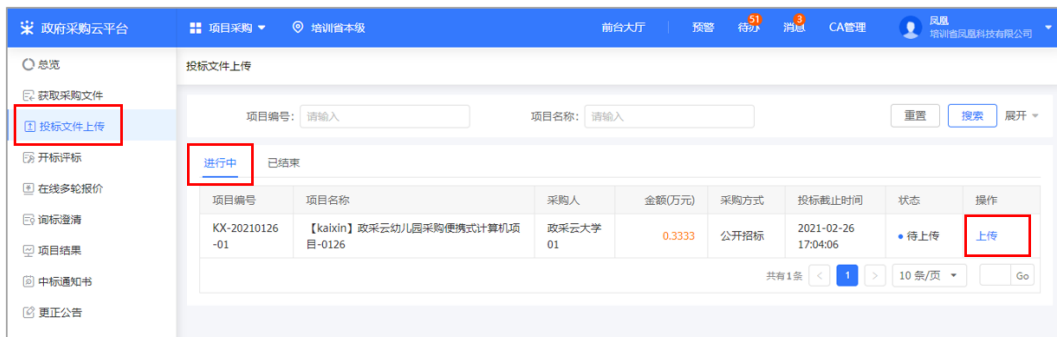 政府采购云平台
项目采购
培训省本级
前台大厅
预警
待办
51
消息
3
CA管理
凤凰
培训省凤凰科技有限公司
总览
获取采购文件
投标文件上传
开标评标
在线多轮报价
询标澄清
项目结果
中标通知书
更正公告
投标文件上传
项目编号: 请输入
项目名称: 请输入
重置
搜索
展开
进行中
已结束
项目编号 项目名称 采购人 金额(万元) 采购方式 投标截止时间 状态 操作
KX-20210126 【kaixin】政采云幼儿园采购便携式计算机项 政采云大学 0.3333 公开招标 2021-02-26 待上传 上传
-01 目-0126 01 17:04:06
共有1条 < 1 > 10 条/页 Go